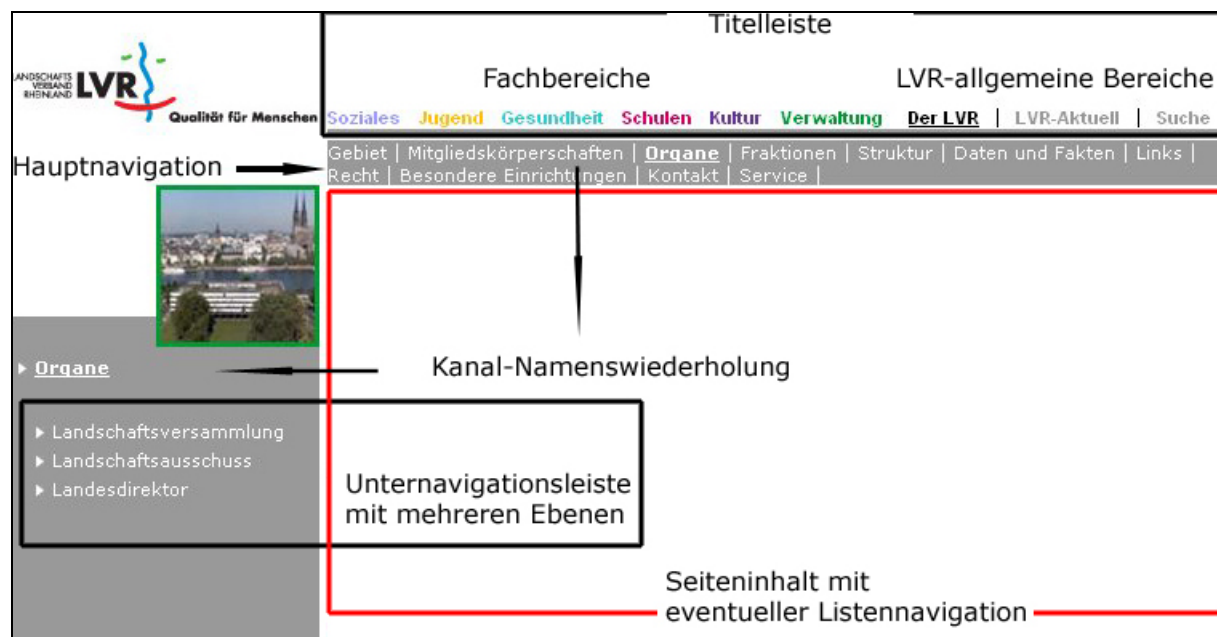 Titelleiste
ANDSCHAFTS
VERBAND
RHEINLAND
LVR
Qualität für Menschen
Fachbereiche
LVR-allgemeine Bereiche
Soziales Jugend Gesundheit Schulen Kultur Verwaltung Der LVR | LVR-Aktuell | Suche
Hauptnavigation
Gebiet | Mitgliedskörperschaften | Organe | Fraktionen | Struktur | Daten und Fakten | Links |
Recht | Besondere Einrichtungen | Kontakt | Service |
Organe
Kanal-Namenswiederholung
Landschaftsversammlung
Landschaftsausschuss
Landesdirektor
Unternavigationsleiste
mit mehreren Ebenen
Seiteninhalt mit
eventueller Listennavigation